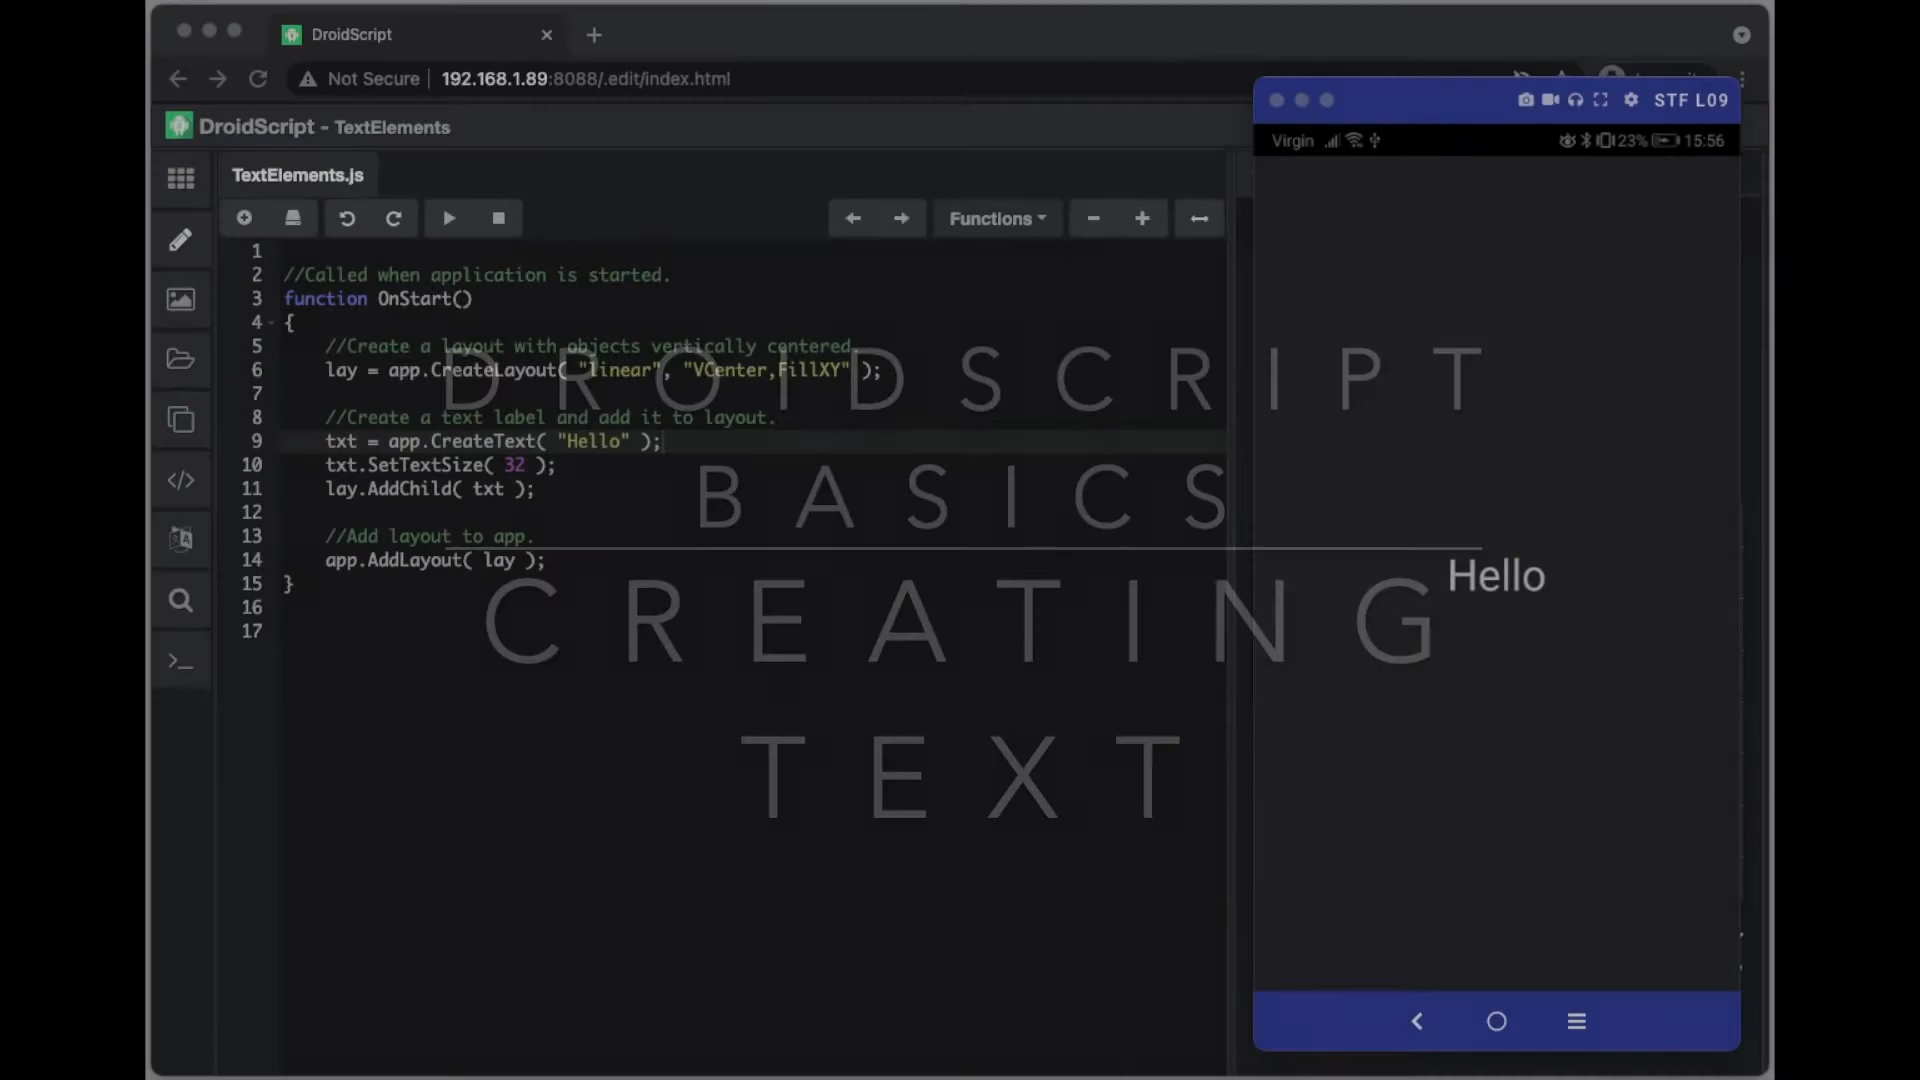 DroidScript
Not Secure
192.168.1.89:8088/.edit/index.html
STF L09
DroidScript - TextElements
Virgin
23%
15:56
TextElements.js
Functions
1
2 //Called when application is started.
3 function OnStart()
4 {
5 //Create a layout with objects vertically centered.
6 lay = app.CreateLayout( "linear", "VCenter,FillXY" );
7
8 //Create a text label and add it to layout.
9 txt = app.CreateText( "Hello" );
10 txt.SetTextSize( 32 );
11 lay.AddChild( txt );
12
13 //Add layout to app.
14 app.AddLayout( lay );
15 }
16
17
DROIDSCRIPT
BASICS
CREATING
TEXT
Hello